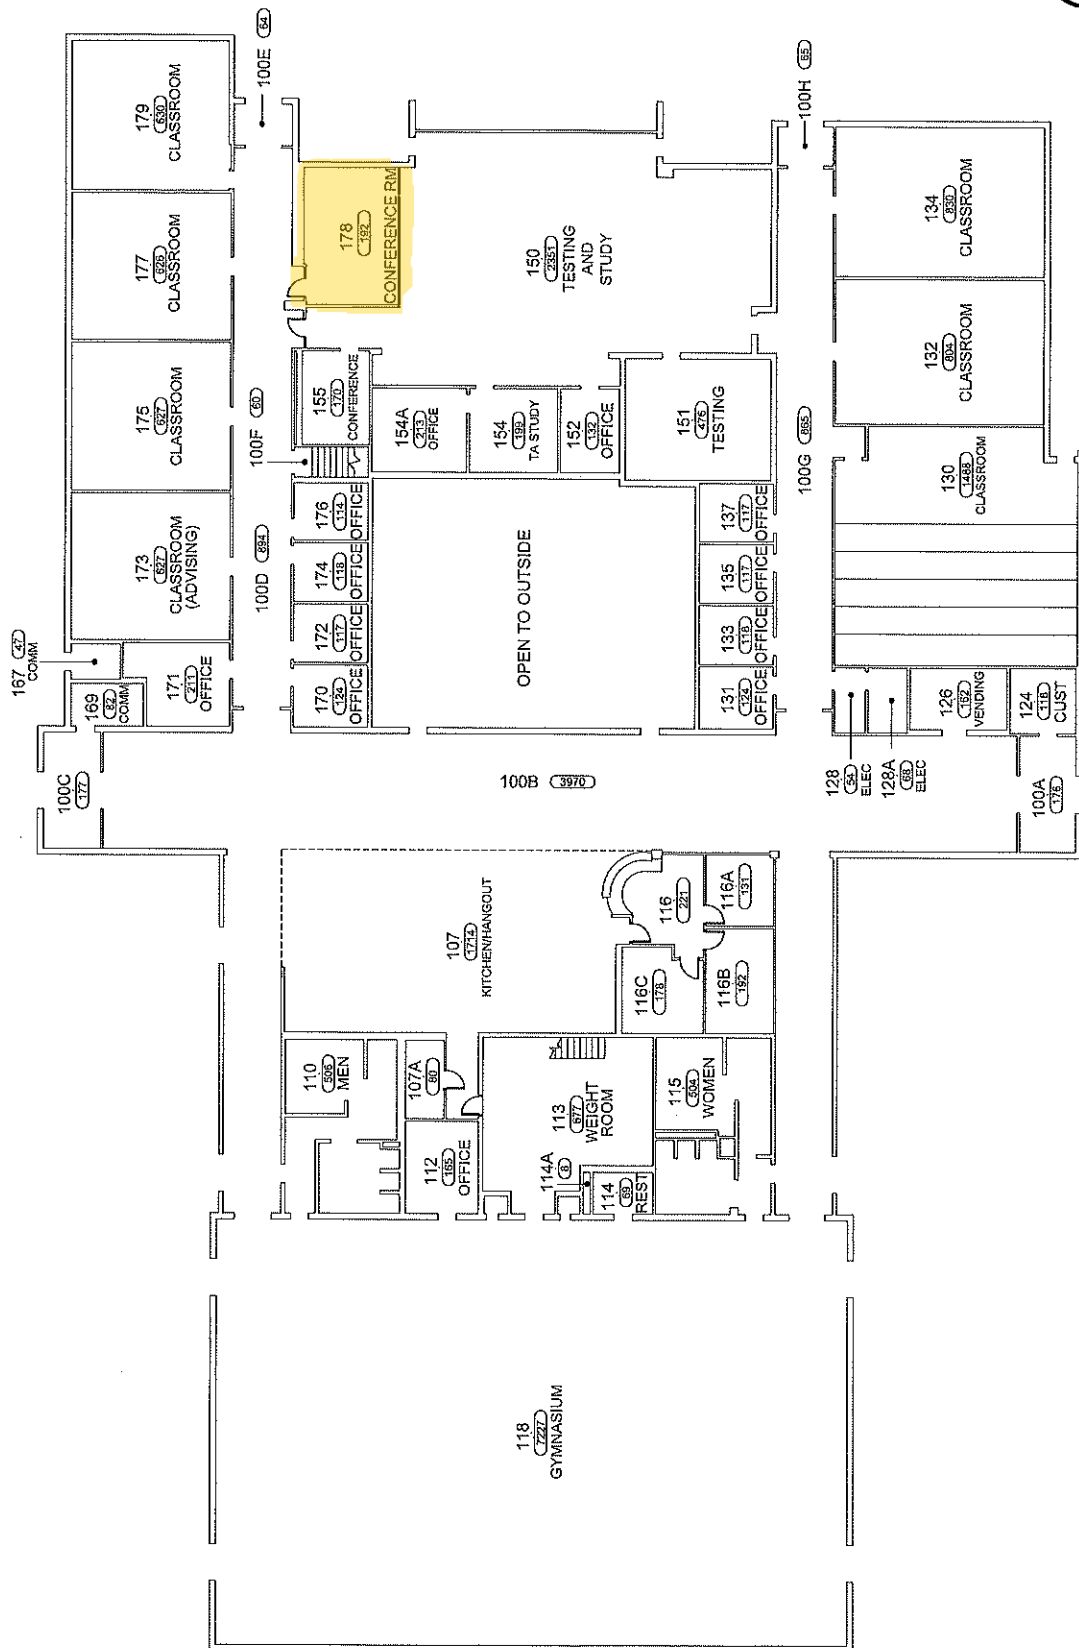 179
630
CLASSROOM
100E
64
177
626
CLASSROOM
175
627
CLASSROOM
173
627
CLASSROOM
(ADVISING)
167
47
COMM
169
82
COMM
171
211
OFFICE
100C
177
100F
60
100D
894
178
192
CONFERENCE RM
155
170
CONFERENCE
176
114
OFFICE
174
118
OFFICE
172
117
OFFICE
170
124
OFFICE
150
2351
TESTING
AND
STUDY
154A
213
OFFICE
154
199
TA STUDY
152
132
OFFICE
151
476
TESTING
OPEN TO OUTSIDE
137
117
OFFICE
135
117
OFFICE
133
118
OFFICE
131
124
OFFICE
100H
65
100G
865
134
830
CLASSROOM
132
804
CLASSROOM
130
1488
CLASSROOM
128
54
ELEC
128A
68
ELEC
126
162
VENDING
124
CUST
100A
176
100B
3970
107
1714
KITCHEN/HANGOUT
116
221
116A
131
116B
192
116C
178
110
506
MEN
107A
80
112
165
OFFICE
113
677
WEIGHT
ROOM
114A
8
114
69
REST
115
504
WOMEN
118
7227
GYMNASIUM